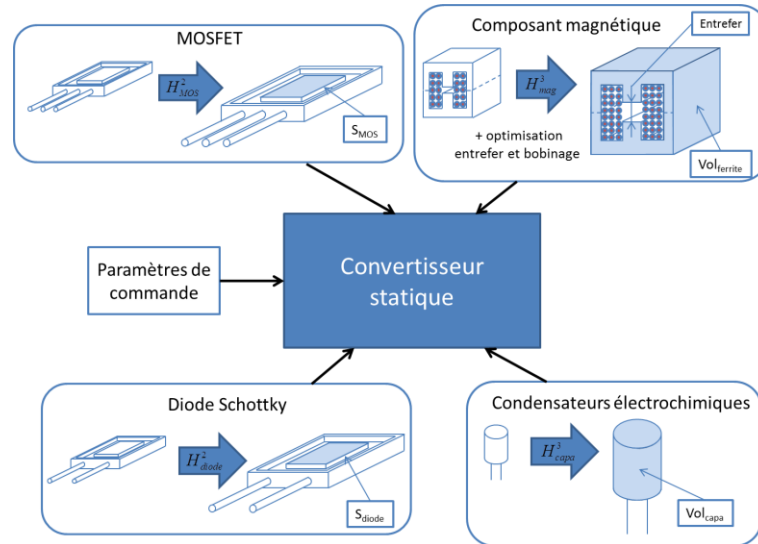 MOSFET
H²MOS
SMOS
Composant magnétique
Entrefer
H³mag
+ optimisation
entrefer et bobinage
Volferrite
Paramètres de
commande
Convertisseur
statique
Diode Schottky
H²diode
Sdiode
Condensateurs électrochimiques
H³capa
Volcapa